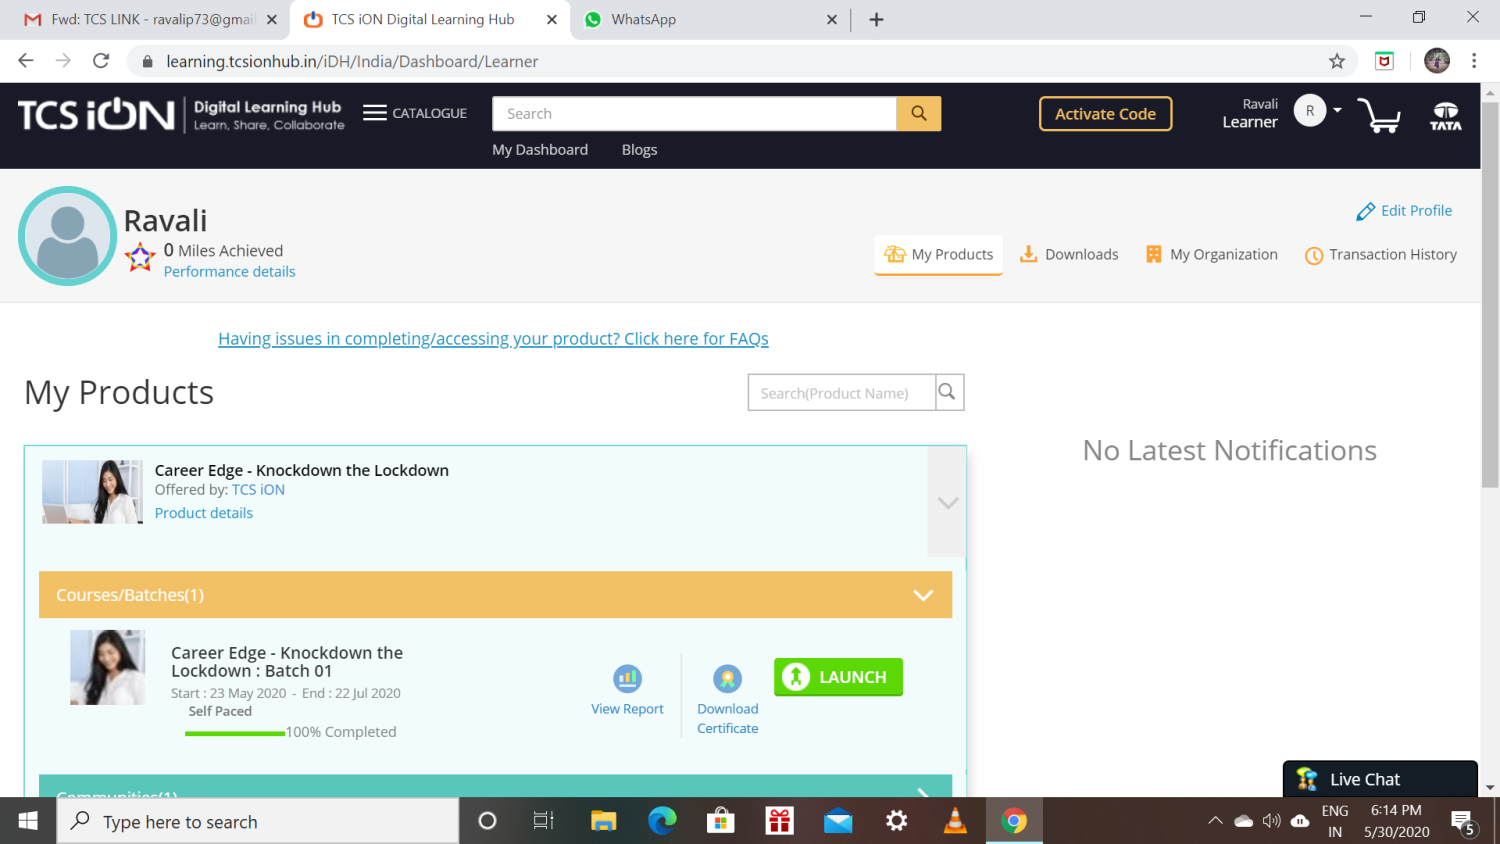 Fwd: TCS LINK - ravalip73@gmail
TCS iON Digital Learning Hub
WhatsApp
learning.tcsionhub.in/iDH/India/Dashboard/Learner
TCS iON
Digital Learning Hub
Learn, Share, Collaborate
CATALOGUE
Search
Activate Code
Ravali
Learner
R
TATA
My Dashboard
Blogs
Ravali
0 Miles Achieved
Performance details
Edit Profile
My Products
Downloads
My Organization
Transaction History
Having issues in completing/accessing your product? Click here for FAQs
My Products
Search(Product Name)
No Latest Notifications
Career Edge - Knockdown the Lockdown
Offered by: TCS iON
Product details
Courses/Batches(1)
Career Edge - Knockdown the
Lockdown : Batch 01
Start : 23 May 2020 - End : 22 Jul 2020
Self Paced
100% Completed
View Report
Download
Certificate
LAUNCH
Communities(1)
Live Chat
Type here to search
ENG
IN
6:14 PM
5/30/2020
5